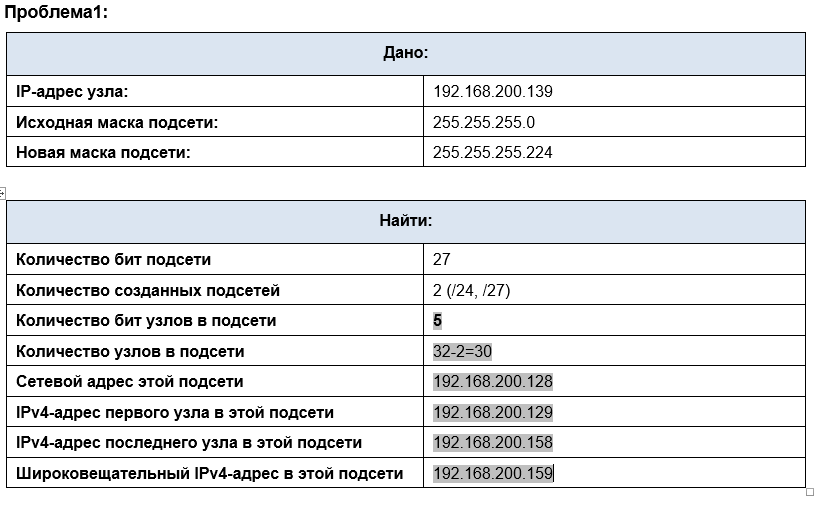 Проблема1:
Дано:
IP-адрес узла: 192.168.200.139
Исходная маска подсети: 255.255.255.0
Новая маска подсети: 255.255.255.224
Найти:
Количество бит подсети 27
Количество созданных подсетей 2 (/24, /27)
Количество бит узлов в подсети 5
Количество узлов в подсети 32-2=30
Сетевой адрес этой подсети 192.168.200.128
IPv4-адрес первого узла в этой подсети 192.168.200.129
IPv4-адрес последнего узла в этой подсети 192.168.200.158
Широковещательный IPv4-адрес в этой подсети 192.168.200.159